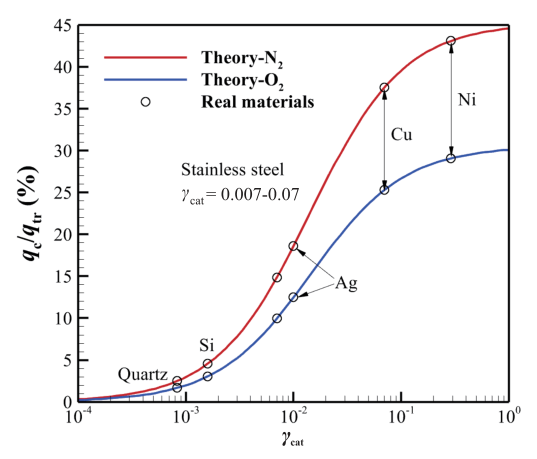 45
40
35
30
25
20
15
10
5
0
q_c/q_tr (%)
Theory-N₂
Theory-O₂
Real materials
Stainless steel
γ_cat = 0.007-0.07
Ni
Cu
Ag
Si
Quartz
10⁻⁴ 10⁻³ 10⁻² 10⁻¹ 10⁰
γ_cat